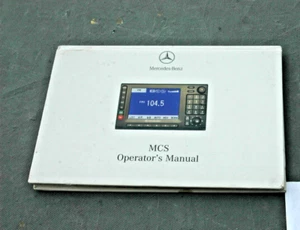 Mercedes-Benz
104.5
MCS
Operator's Manual